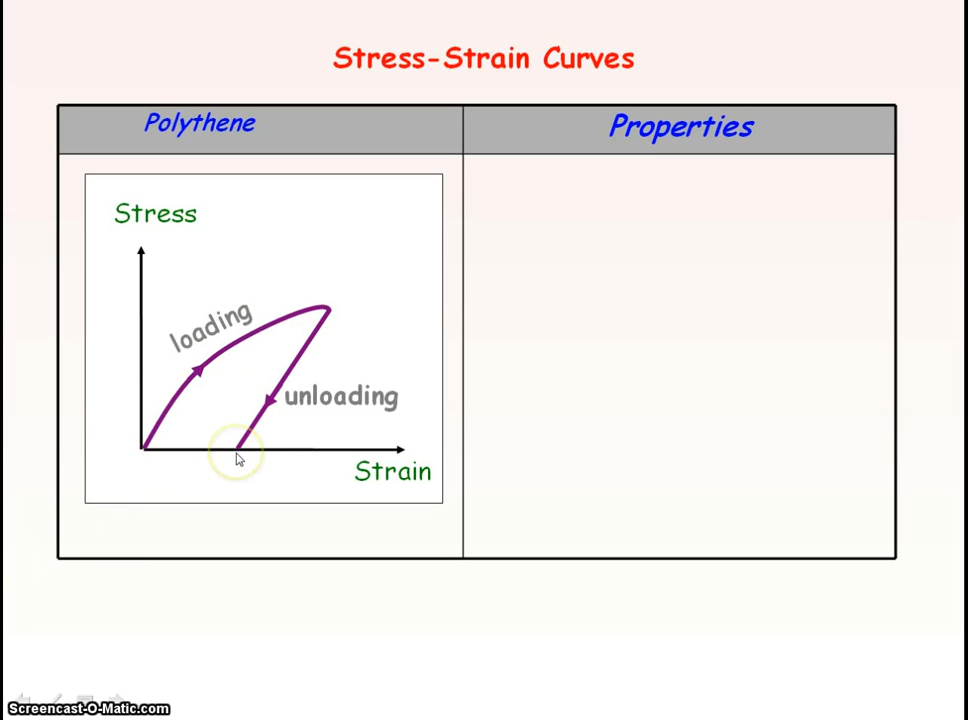 Stress-Strain Curves
Polythene
Properties
Stress
loading
unloading
Strain
Screencast-O-Matic.com